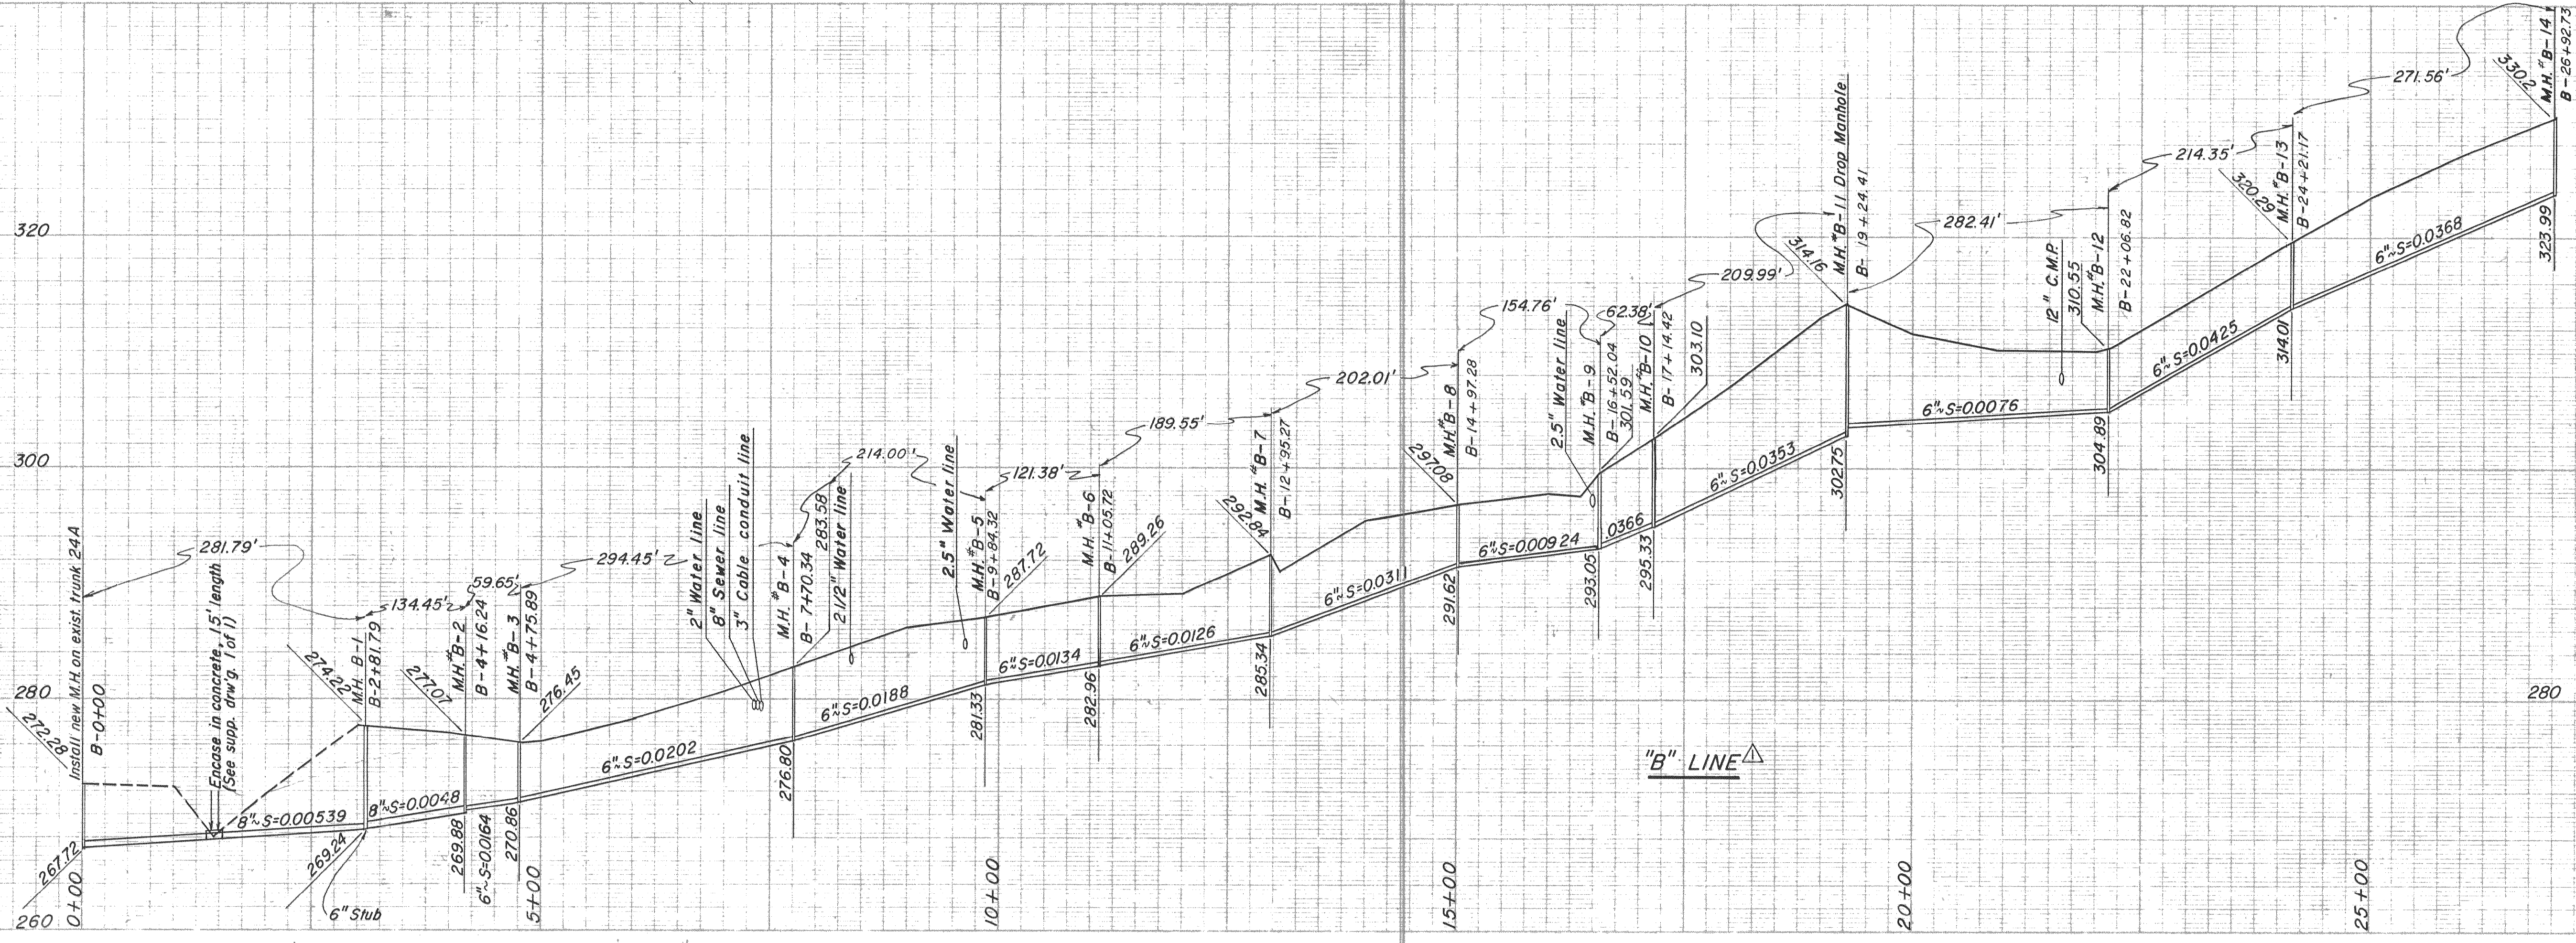 320
300
280
260
280
0+00
5+00
10+00
15+00
20+00
25+00
"B" LINE
1
272.28
Install new M.H. on exist. trunk 24A
B-0+00
267.72
281.79'
Encase in concrete, 15' length
(See supp. drw'g. 1 of 1)
8"~S=0.00539
274.22
M.H. B-1
B-2+81.79
269.24
6" Stub
134.45'
8"~S=0.0048
277.07
M.H.#B-2
B-4+16.24
269.88
59.65'
6"~S=0.0164
M.H.#B-3
B-4+75.89
276.45
270.86
294.45'
6"~S=0.0202
2" Water line
8" Sewer line
3" Cable conduit line
M.H. #B-4
B-7+70.34
283.58
2 1/2" Water line
276.80
214.00'
6"~S=0.0188
2.5" Water line
M.H.#B-5
B-9+84.32
287.72
281.33
121.38'
6"~S=0.0134
M.H. #B-6
B-11+05.72
289.26
282.96
189.55'
6"~S=0.0126
292.84
M.H. #B-7
B-12+95.27
285.34
202.01'
6"~S=0.0311
297.08
M.H.#B-8
B-14+97.28
291.62
154.76'
6"~S=0.00924
2.5" Water line
M.H. #B-9
B-16+52.04
301.59
293.05
62.38'
.0366
M.H.#B-10
B-17+14.42
303.10
295.33
209.99'
6"~S=0.0353
314.16
M.H.#B-11 Drop Manhole
B-19+24.41
302.75
282.41'
6"~S=0.0076
12" C.M.P.
310.55
M.H.#B-12
B-22+06.82
304.89
214.35'
6"~S=0.0425
320.29
M.H.#B-13
B-24+21.17
314.01
271.56'
6"~S=0.0368
330.2
M.H.#B-14
B-26+92.73
323.99